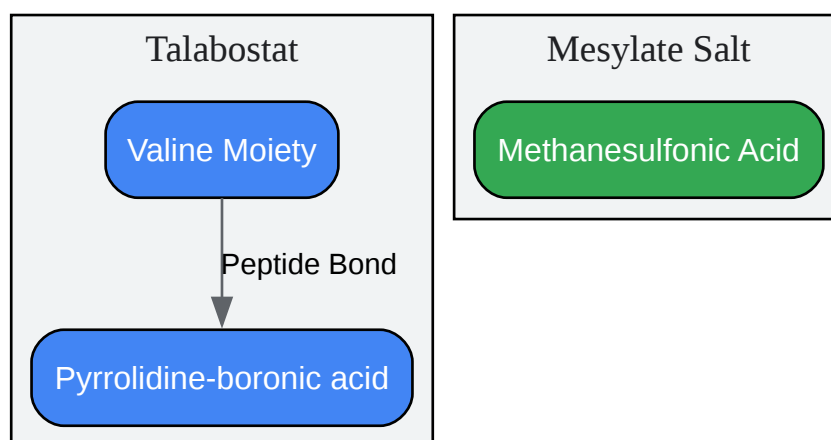 Talabostat
Valine Moiety
Peptide Bond
Pyrrolidine-boronic acid
Mesylate Salt
Methanesulfonic Acid